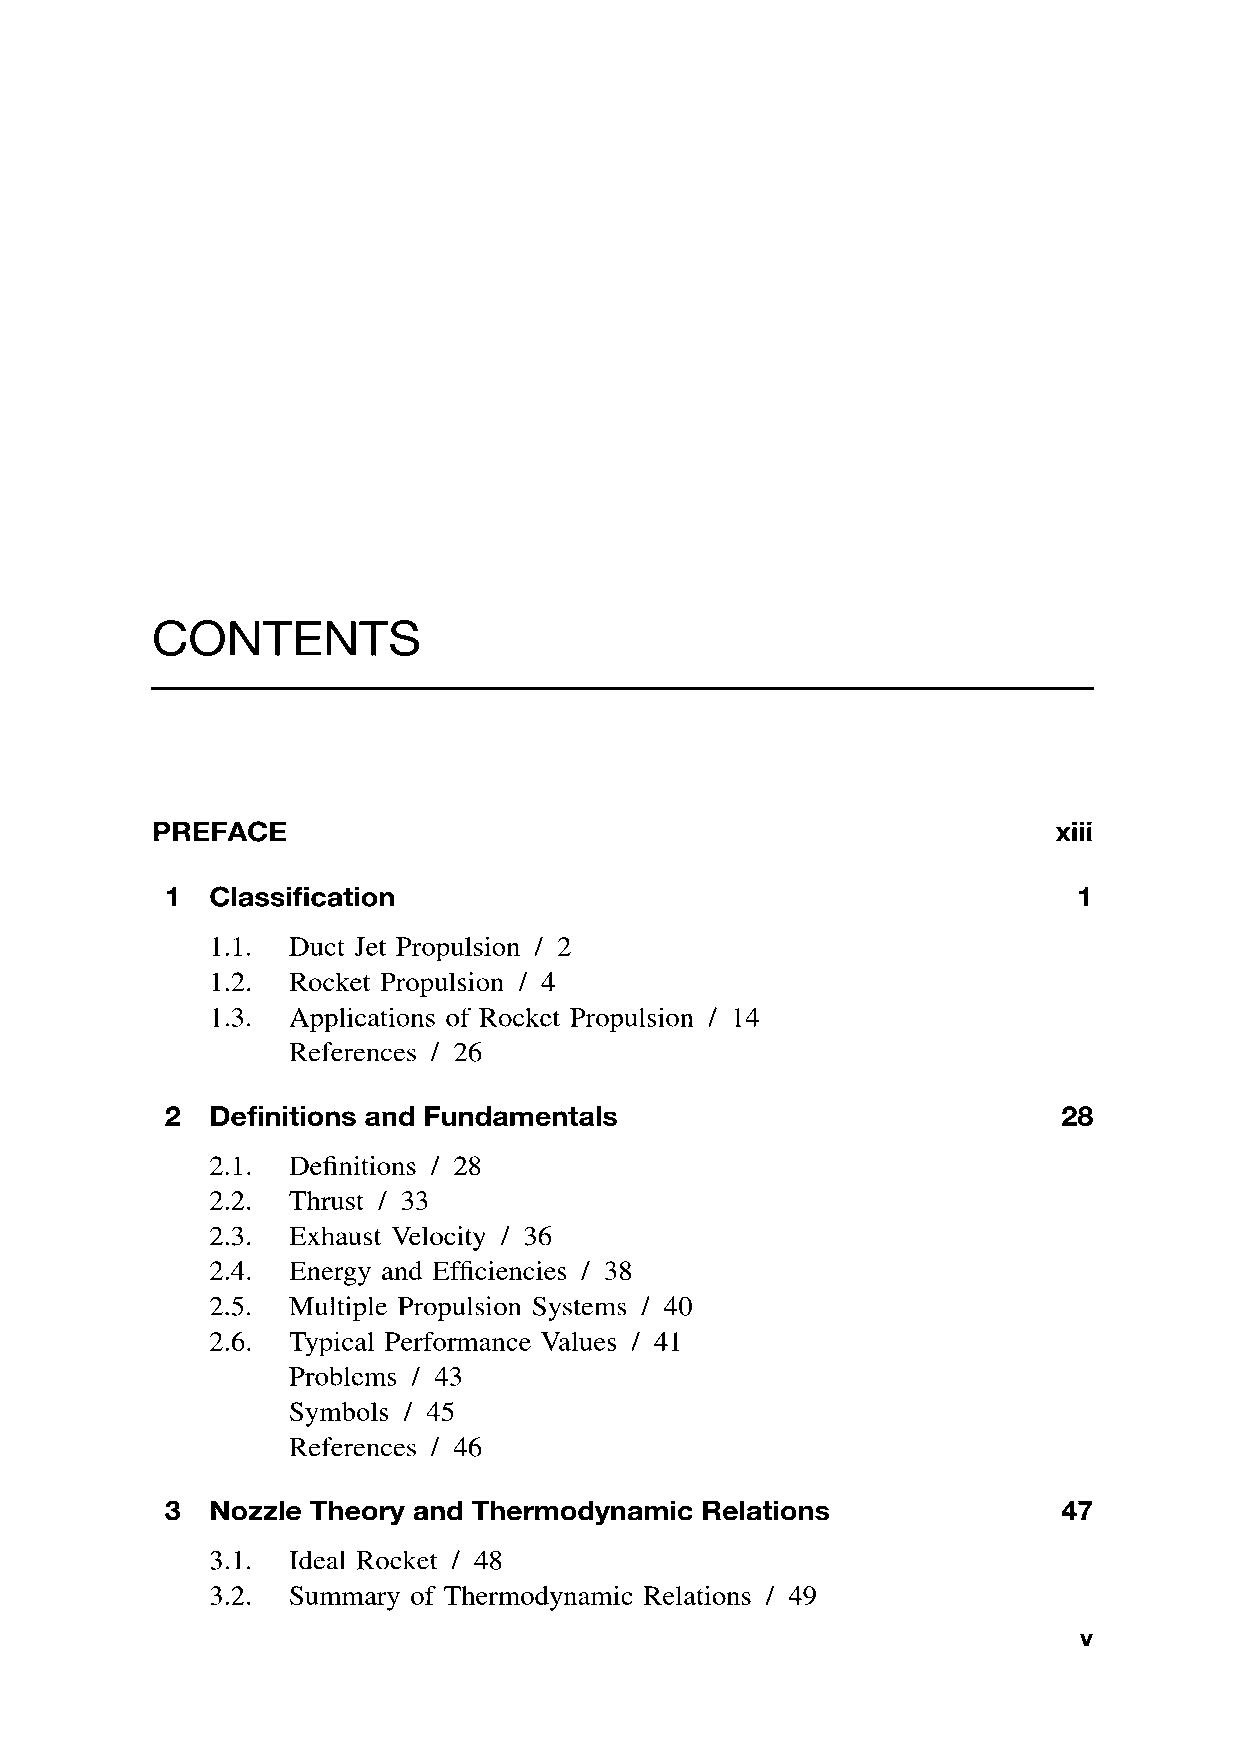 CONTENTS
PREFACE xiii
1 Classification 1
1.1. Duct Jet Propulsion / 2
1.2. Rocket Propulsion / 4
1.3. Applications of Rocket Propulsion / 14
References / 26
2 Definitions and Fundamentals 28
2.1. Definitions / 28
2.2. Thrust / 33
2.3. Exhaust Velocity / 36
2.4. Energy and Efficiencies / 38
2.5. Multiple Propulsion Systems / 40
2.6. Typical Performance Values / 41
Problems / 43
Symbols / 45
References / 46
3 Nozzle Theory and Thermodynamic Relations 47
3.1. Ideal Rocket / 48
3.2. Summary of Thermodynamic Relations / 49
v